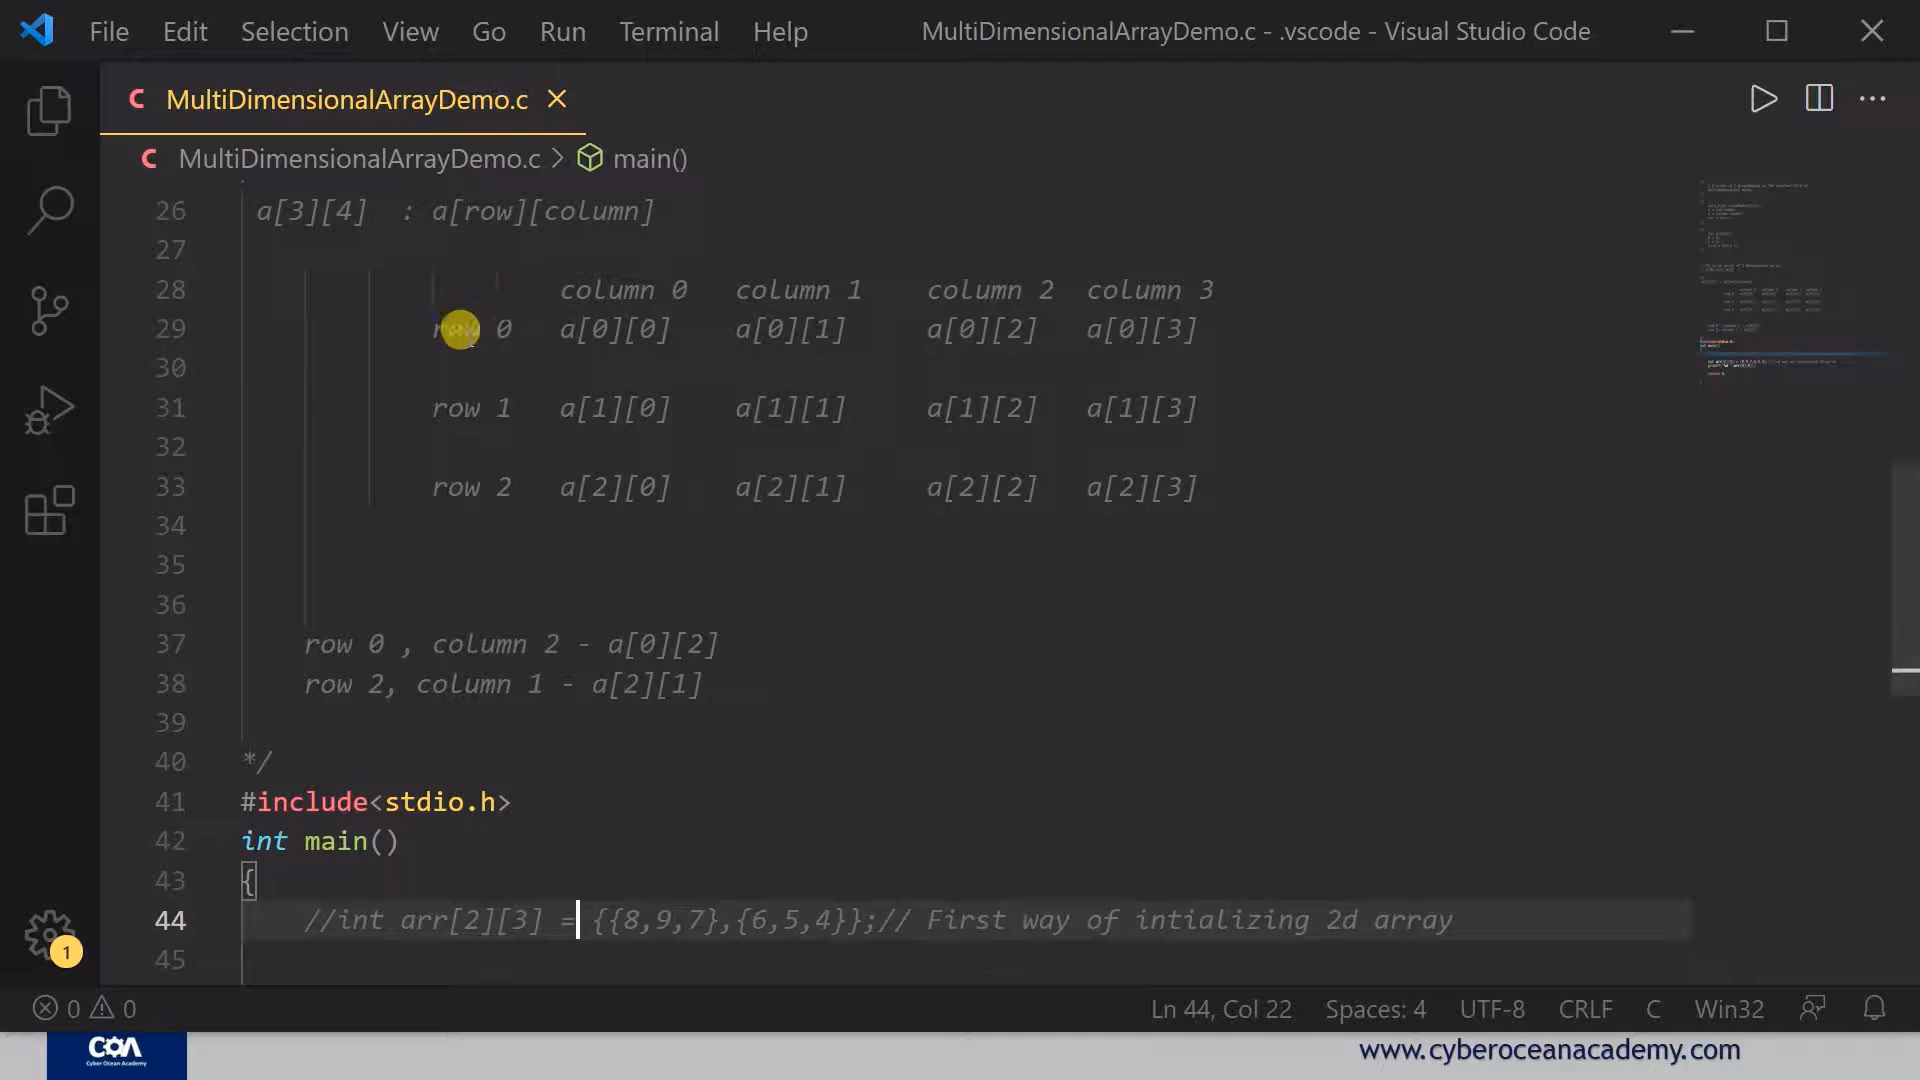 File Edit Selection View Go Run Terminal Help MultiDimensionalArrayDemo.c - .vscode - Visual Studio Code
C MultiDimensionalArrayDemo.c
C MultiDimensionalArrayDemo.c > main()
26 a[3][4] : a[row][column]
27
28 column 0 column 1 column 2 column 3
29 row 0 a[0][0] a[0][1] a[0][2] a[0][3]
30
31 row 1 a[1][0] a[1][1] a[1][2] a[1][3]
32
33 row 2 a[2][0] a[2][1] a[2][2] a[2][3]
34
35
36
37 row 0 , column 2 - a[0][2]
38 row 2, column 1 - a[2][1]
39
40 */
41 #include<stdio.h>
42 int main()
43 {
44 //int arr[2][3] = {{8,9,7},{6,5,4}};// First way of intializing 2d array
45
1
0 0 Ln 44, Col 22 Spaces: 4 UTF-8 CRLF C Win32
COA
Cyber Ocean Academy
www.cyberoceanacademy.com